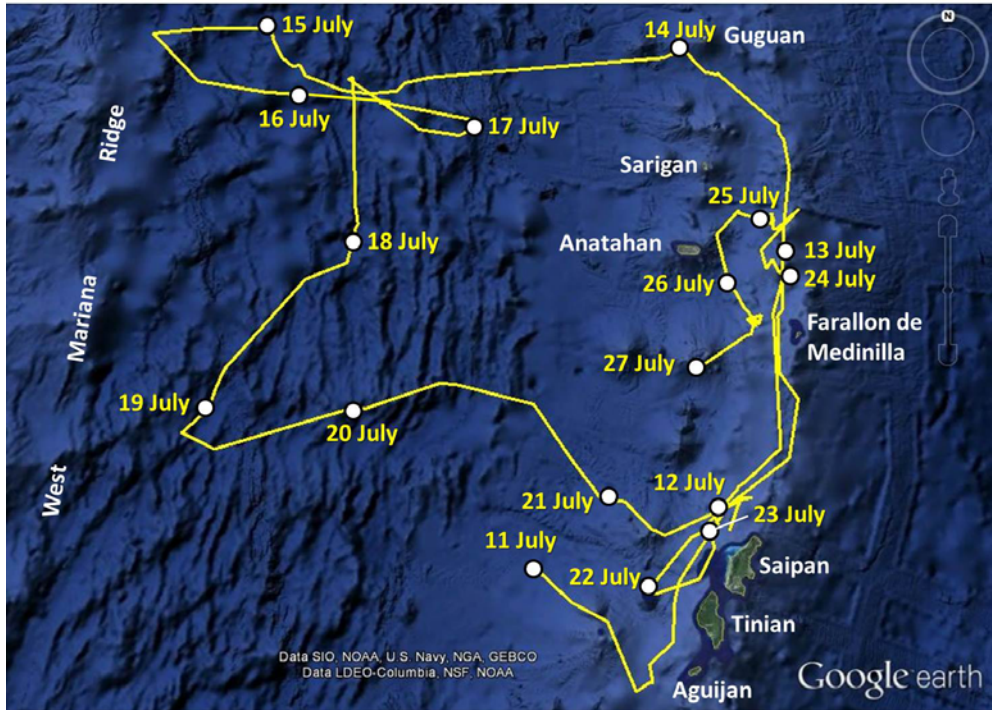 N
15 July
14 July
Guguan
16 July
17 July
Ridge
Sarigan
25 July
18 July
Anatahan
13 July
26 July
24 July
Mariana
Farallon de
Medinilla
27 July
19 July
20 July
West
12 July
21 July
23 July
11 July
22 July
Saipan
Tinian
Data SIO, NOAA, U.S. Navy, NGA, GEBCO
Data LDEO-Columbia, NSF, NOAA
Aguijan
Google earth